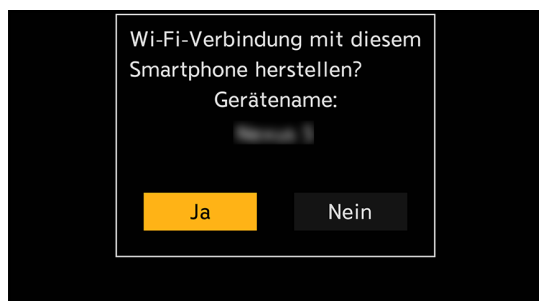 Wi-Fi-Verbindung mit diesem
Smartphone herstellen?
Gerätename:
Ja
Nein